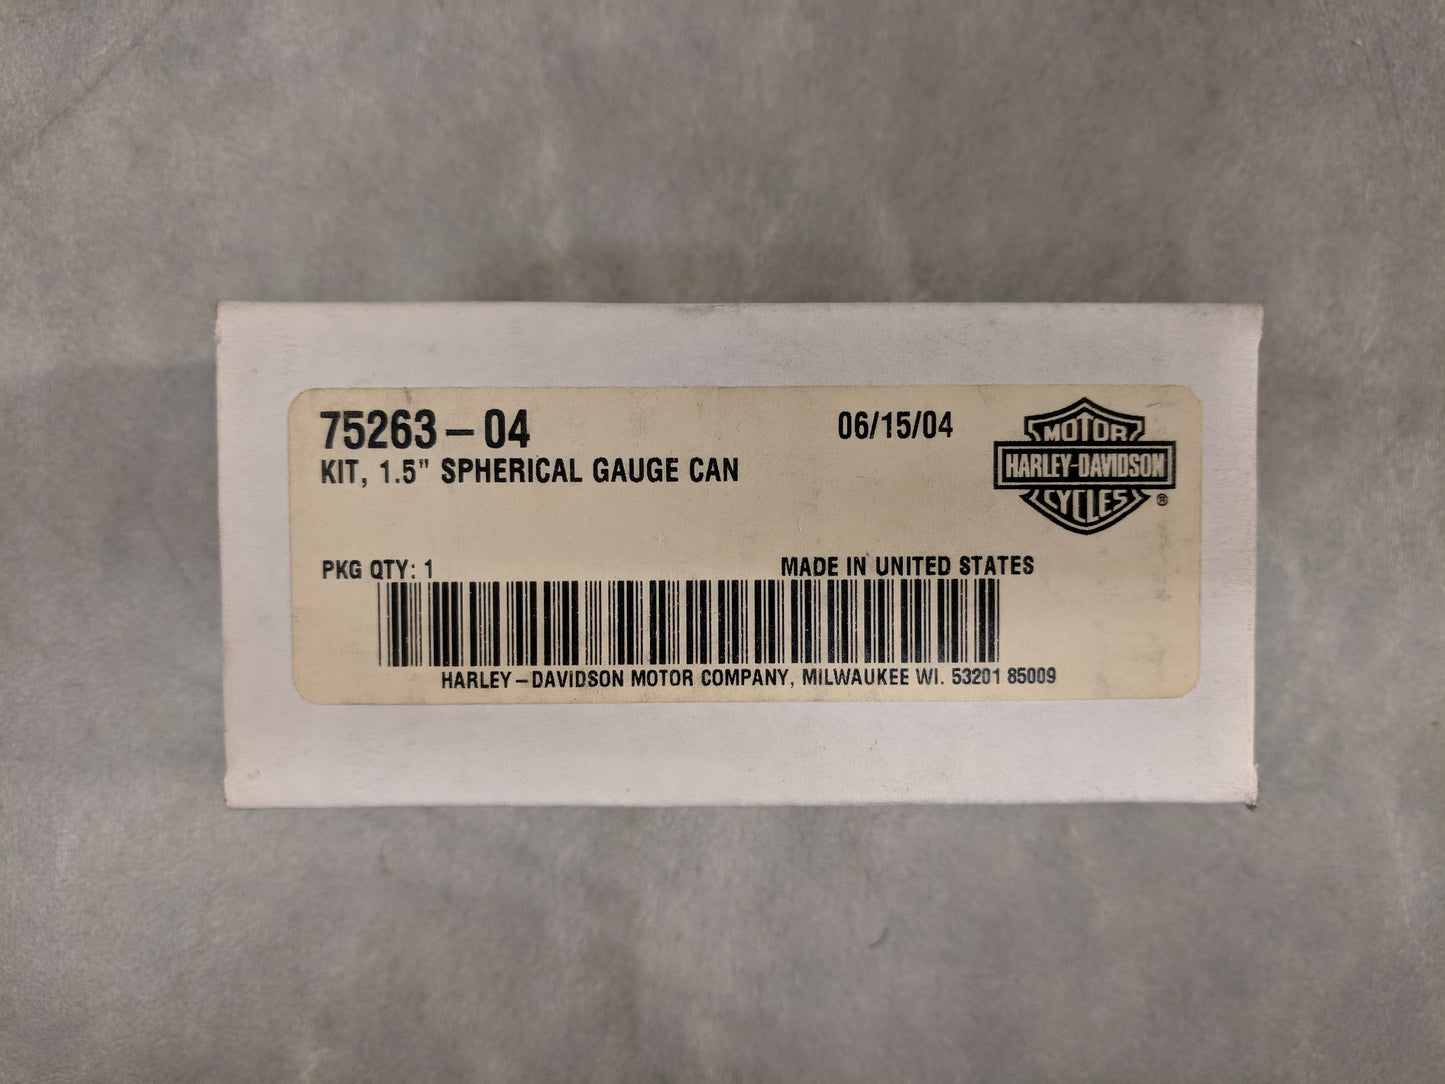 75263-04
06/15/04
KIT, 1.5" SPHERICAL GAUGE CAN
MOTOR
HARLEY-DAVIDSON
CYCLES
®
PKG QTY: 1
MADE IN UNITED STATES
HARLEY-DAVIDSON MOTOR COMPANY, MILWAUKEE WI. 53201 85009